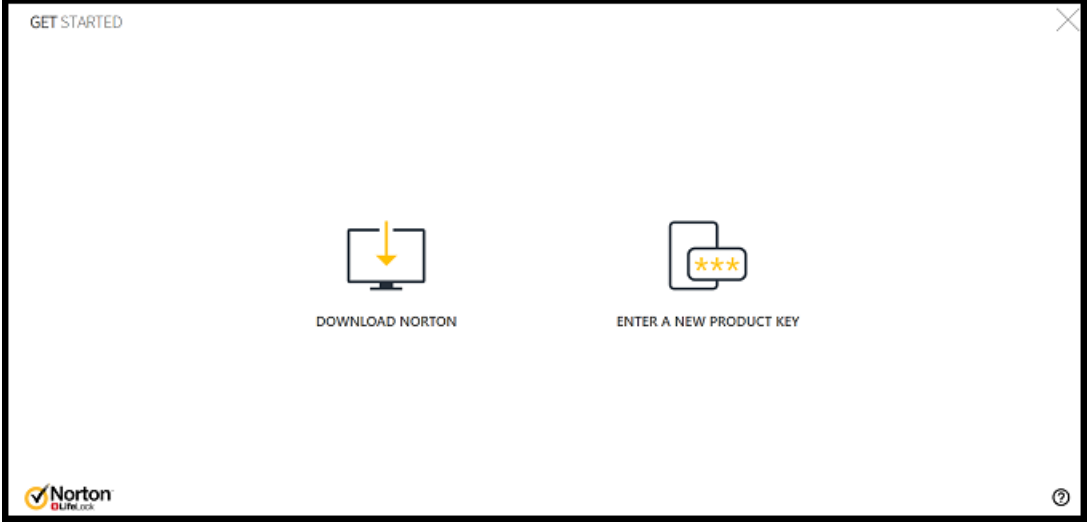 GET STARTED
DOWNLOAD NORTON
ENTER A NEW PRODUCT KEY
***
Norton
LifeLock
?